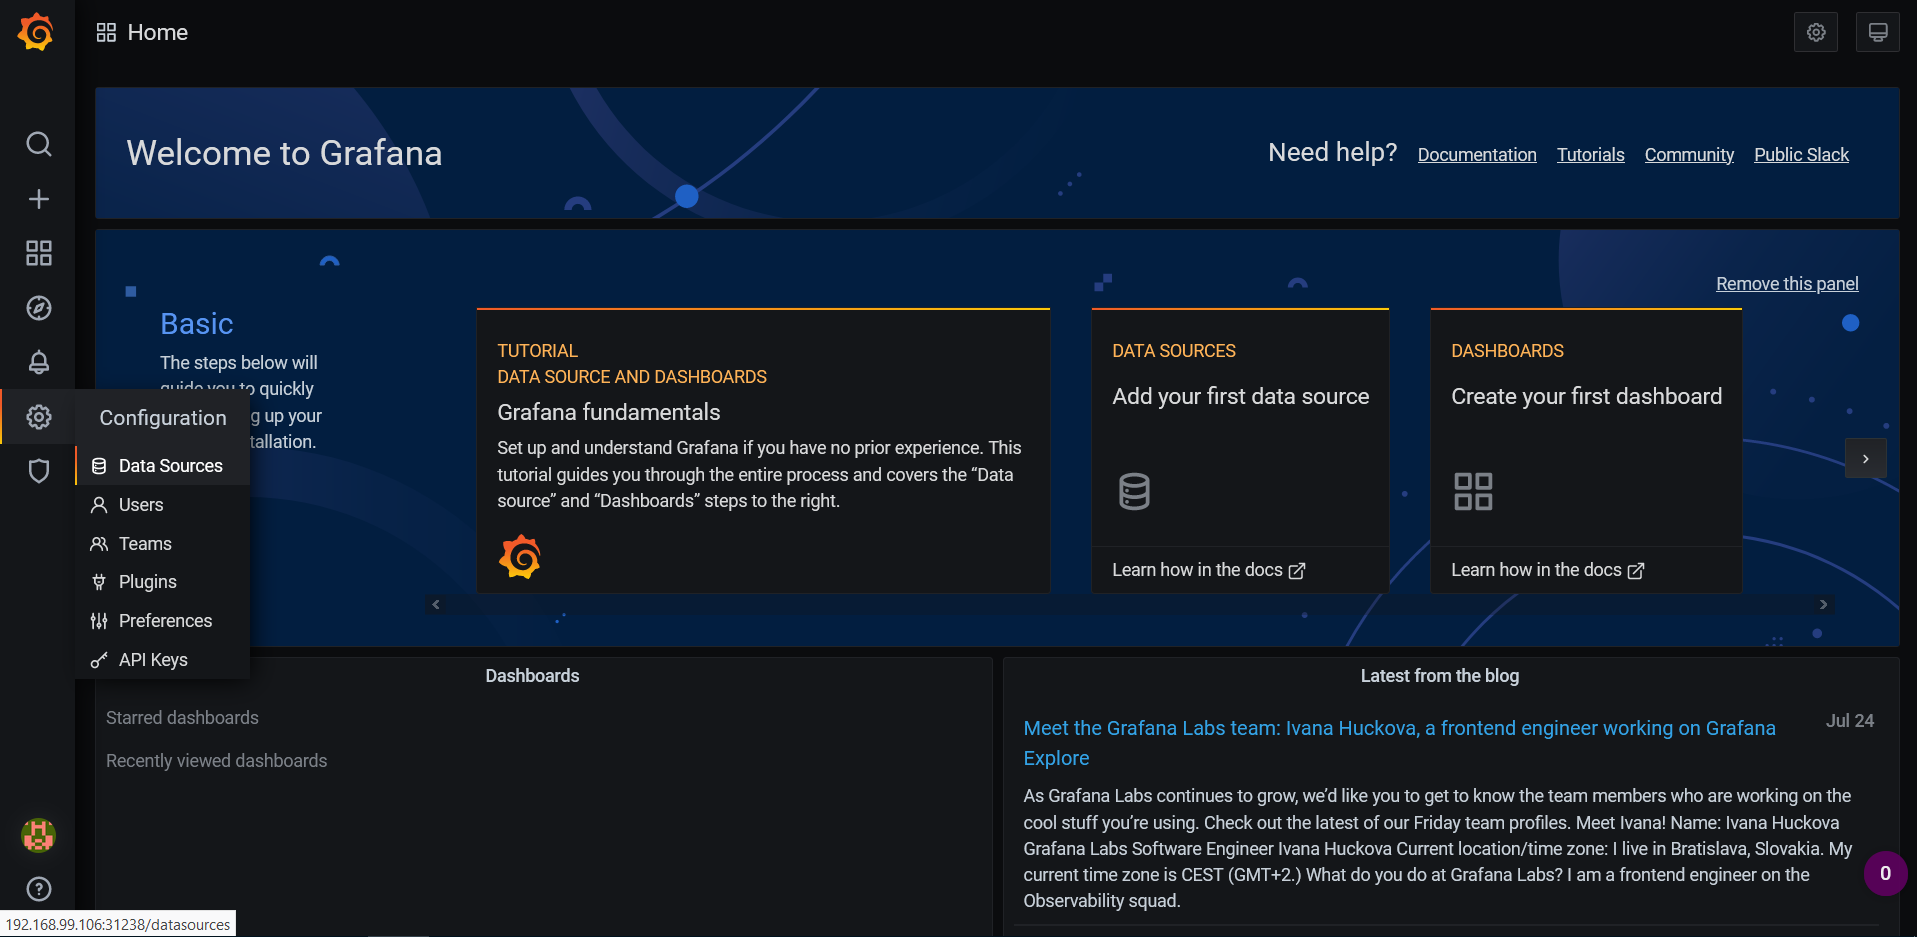 Home
Welcome to Grafana
Need help? Documentation Tutorials Community Public Slack
Remove this panel
Basic
The steps below will
quickly
g up your
tallation.
Configuration
Data Sources
Users
Teams
Plugins
Preferences
API Keys
TUTORIAL
DATA SOURCE AND DASHBOARDS
Grafana fundamentals
Set up and understand Grafana if you have no prior experience. This
tutorial guides you through the entire process and covers the “Data
source” and “Dashboards” steps to the right.
DATA SOURCES
Add your first data source
Learn how in the docs
DASHBOARDS
Create your first dashboard
Learn how in the docs
Dashboards
Starred dashboards
Recently viewed dashboards
Latest from the blog
Meet the Grafana Labs team: Ivana Huckova, a frontend engineer working on Grafana
Explore
Jul 24
As Grafana Labs continues to grow, we’d like you to get to know the team members who are working on the
cool stuff you’re using. Check out the latest of our Friday team profiles. Meet Ivana! Name: Ivana Huckova
Grafana Labs Software Engineer Ivana Huckova Current location/time zone: I live in Bratislava, Slovakia. My
current time zone is CEST (GMT+2.) What do you do at Grafana Labs? I am a frontend engineer on the
Observability squad.
0
192.168.99.106:31238/datasources